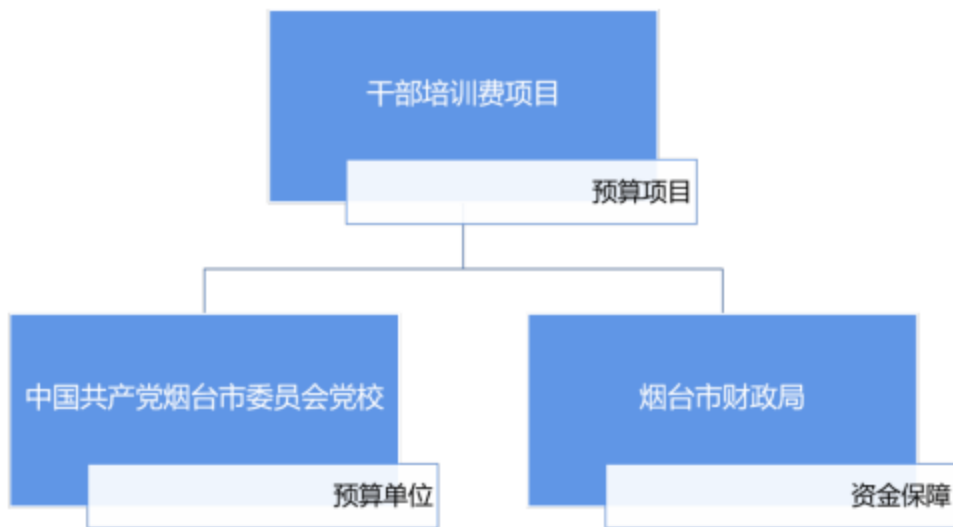 干部培训费项目
预算项目
中国共产党烟台市委员会党校
预算单位
烟台市财政局
资金保障